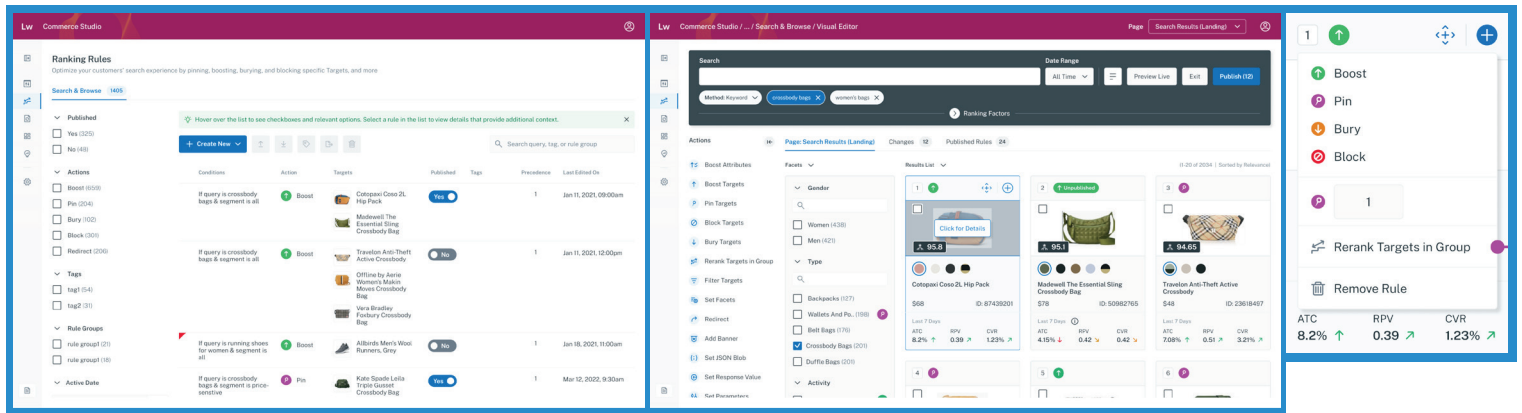 Lw Commerce Studio
Ranking Rules
Optimize your customers' search experience by pinning, boosting, burying, and blocking specific Targets, and more
Search & Browse 1405
Published
Yes (325)
No (48)
Actions
Boost (659)
Pin (204)
Bury (102)
Block (301)
Redirect (206)
Tags
tag1 (54)
tag2 (31)
Rule Groups
rule group1 (21)
rule group1 (18)
Active Date
Hover over the list to see checkboxes and relevant options. Select a rule in the list to view details that provide additional context.
+ Create New
Search query, tag, or rule group
Conditions Action Targets Published Tags Precedence Last Edited On
If query is crossbody bags & segment is all
Boost
Cotopaxi Coso 2L Hip Pack
Madewell The Essential Sling Crossbody Bag
Yes
1
Jan 11, 2021, 09:00am
If query is crossbody bags & segment is all
Boost
Travelon Anti-Theft Active Crossbody
Offline by Aerie Women's Makin Moves Crossbody Bag
Vera Bradley Foxbury Crossbody Bag
No
1
Jan 11, 2021, 12:00pm
If query is running shoes for women & segment is all
Boost
Allbirds Men's Wool Runners, Grey
No
1
Jan 18, 2021, 11:00am
If query is crossbody bags & segment is price-senstive
Pin
Kate Spade Leila Triple Gusset Crossbody Bag
Yes
1
Mar 12, 2022, 9:30am
Lw Commerce Studio / ... / Search & Browse / Visual Editor
Page Search Results (Landing)
Search
Date Range
All Time
Preview Live
Exit
Publish (12)
Method: Keyword
crossbody bags X
women's bags X
Ranking Factors
Actions
Boost Attributes
Boost Targets
Pin Targets
Block Targets
Bury Targets
Rerank Targets in Group
Filter Targets
Set Facets
Redirect
Add Banner
Set JSON Blob
Set Response Value
Set Parameters
Page: Search Results (Landing) Changes 12 Published Rules 24
Facets
Gender
Women (438)
Men (421)
Type
Backpacks (127)
Wallets And Po.. (198) P
Belt Bags (176)
Crossbody Bags (201)
Duffle Bags (201)
Activity
Results List
11-20 of 2034 | Sorted by Relevance
1
Click for Details
95.8
Cotopaxi Coso 2L Hip Pack
$68 ID: 87439201
Last 7 Days
ATC RPV CVR
8.2% ↑ 0.39 ↗ 1.23% ↗
2 Unpublished
95.1
Madewell The Essential Sling Crossbody Bag
$78 ID: 50982765
Last 7 Days
ATC RPV CVR
4.15% ↓ 0.42 ↘ 0.42 ↘
3 P
94.65
Travelon Anti-Theft Active Crossbody
$48 ID: 23618497
Last 7 Days
ATC RPV CVR
7.08% ↑ 0.51 ↗ 3.21% ↗
4 P
5
6 P
1
Boost
P Pin
Bury
Block
P 1
Rerank Targets in Group
Remove Rule
ATC RPV CVR
8.2% ↑ 0.39 ↗ 1.23% ↗